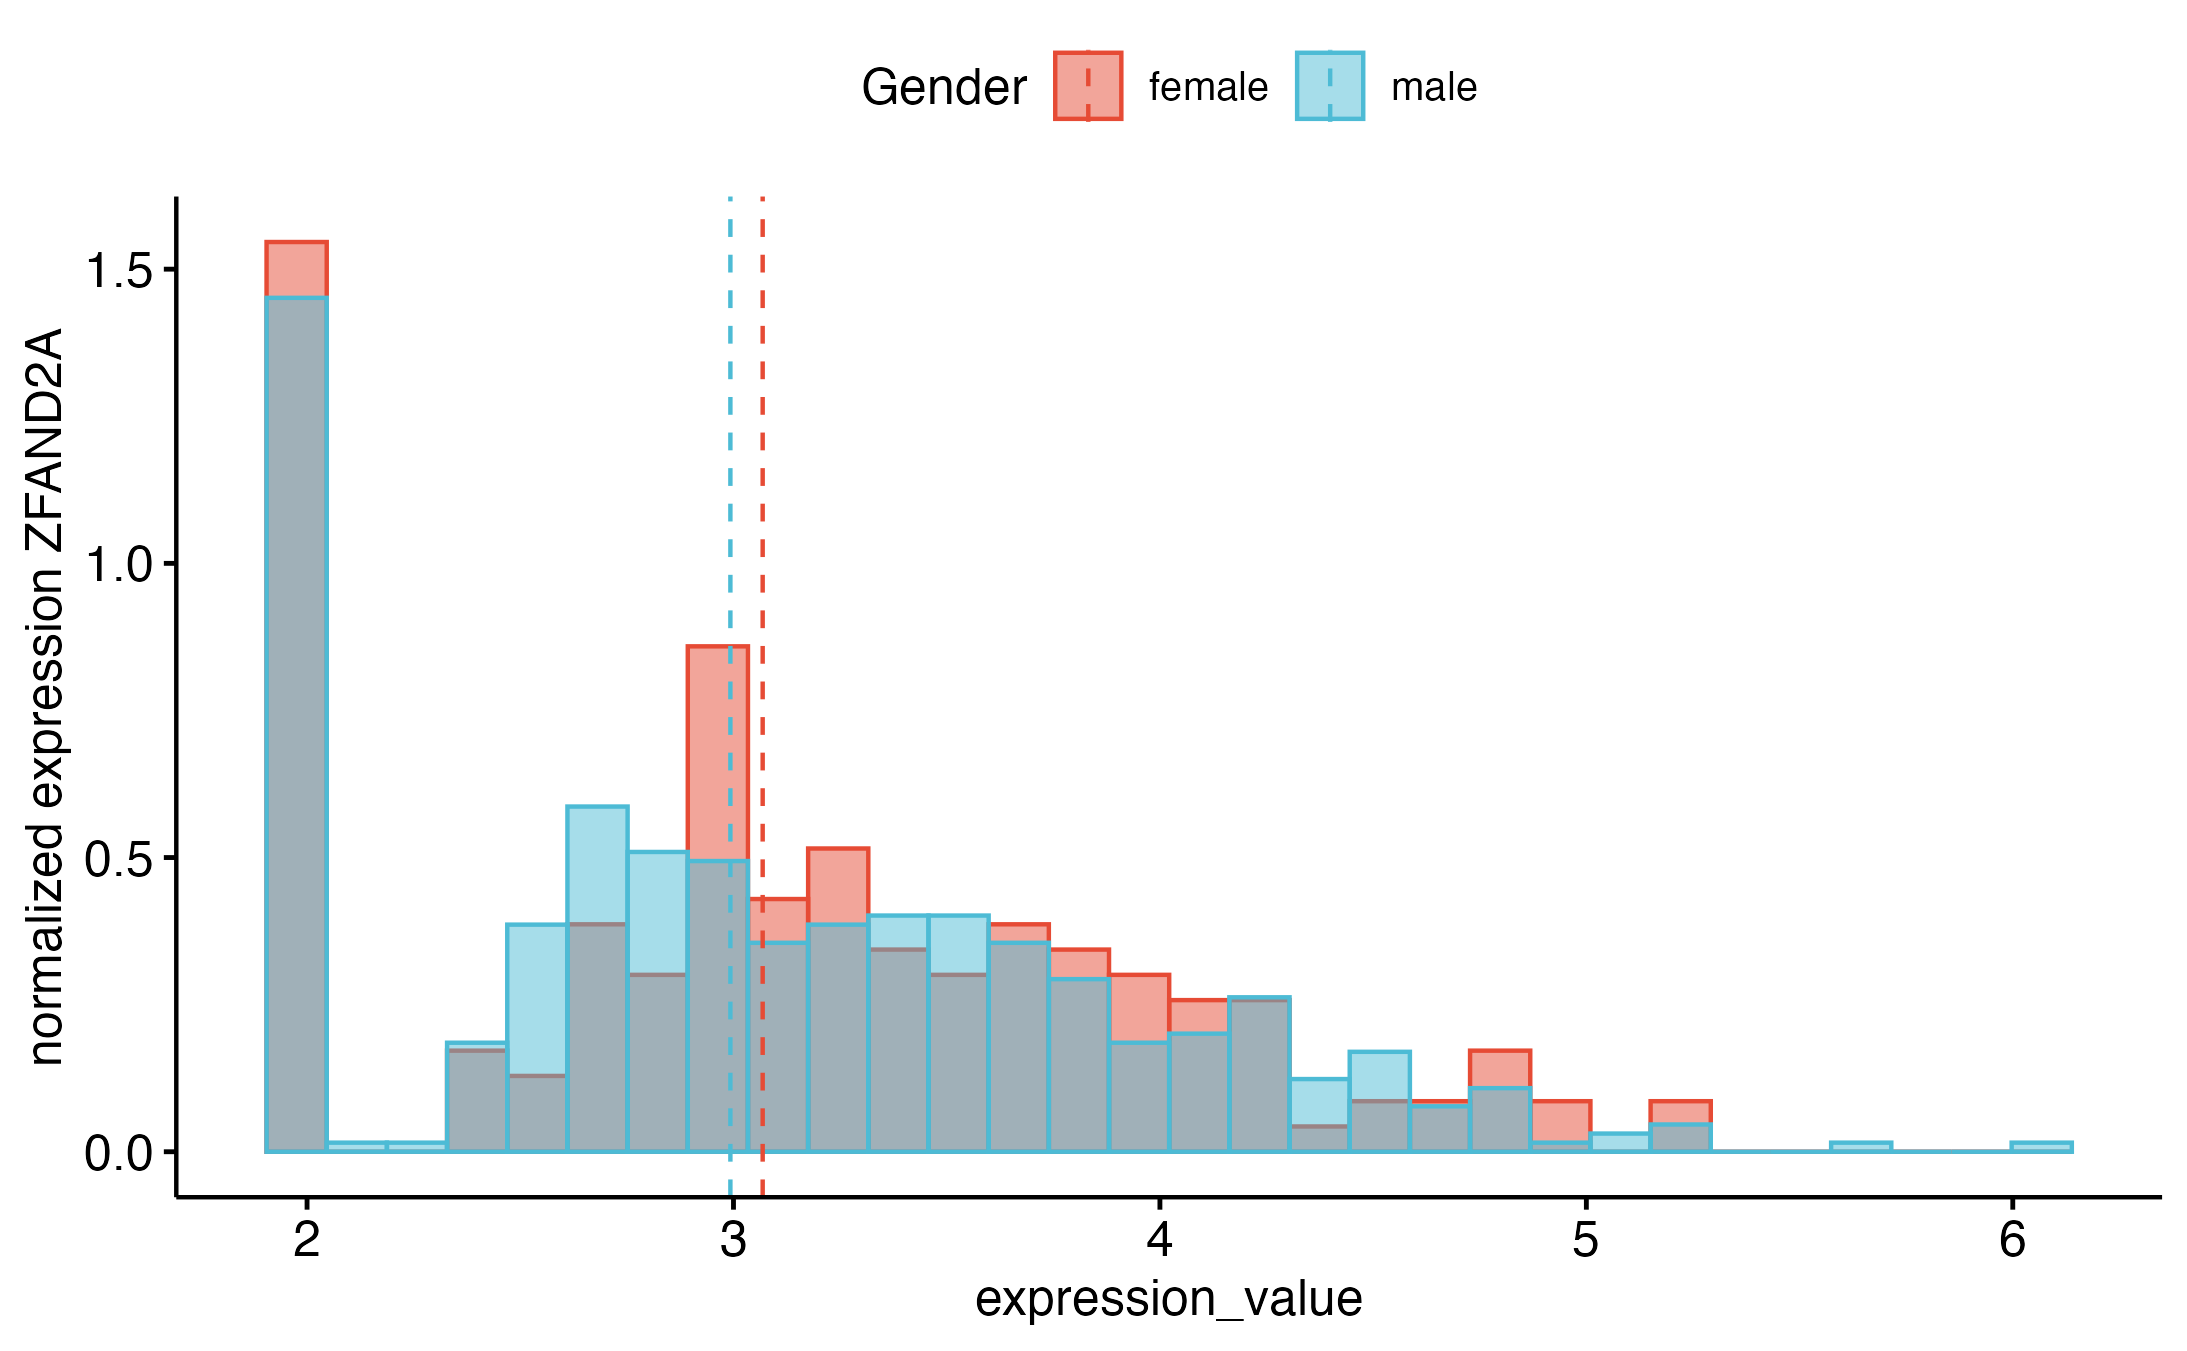 Gender female male
normalized expression ZFAND2A
1.5
1.0
0.5
0.0
2 3 4 5 6
expression_value